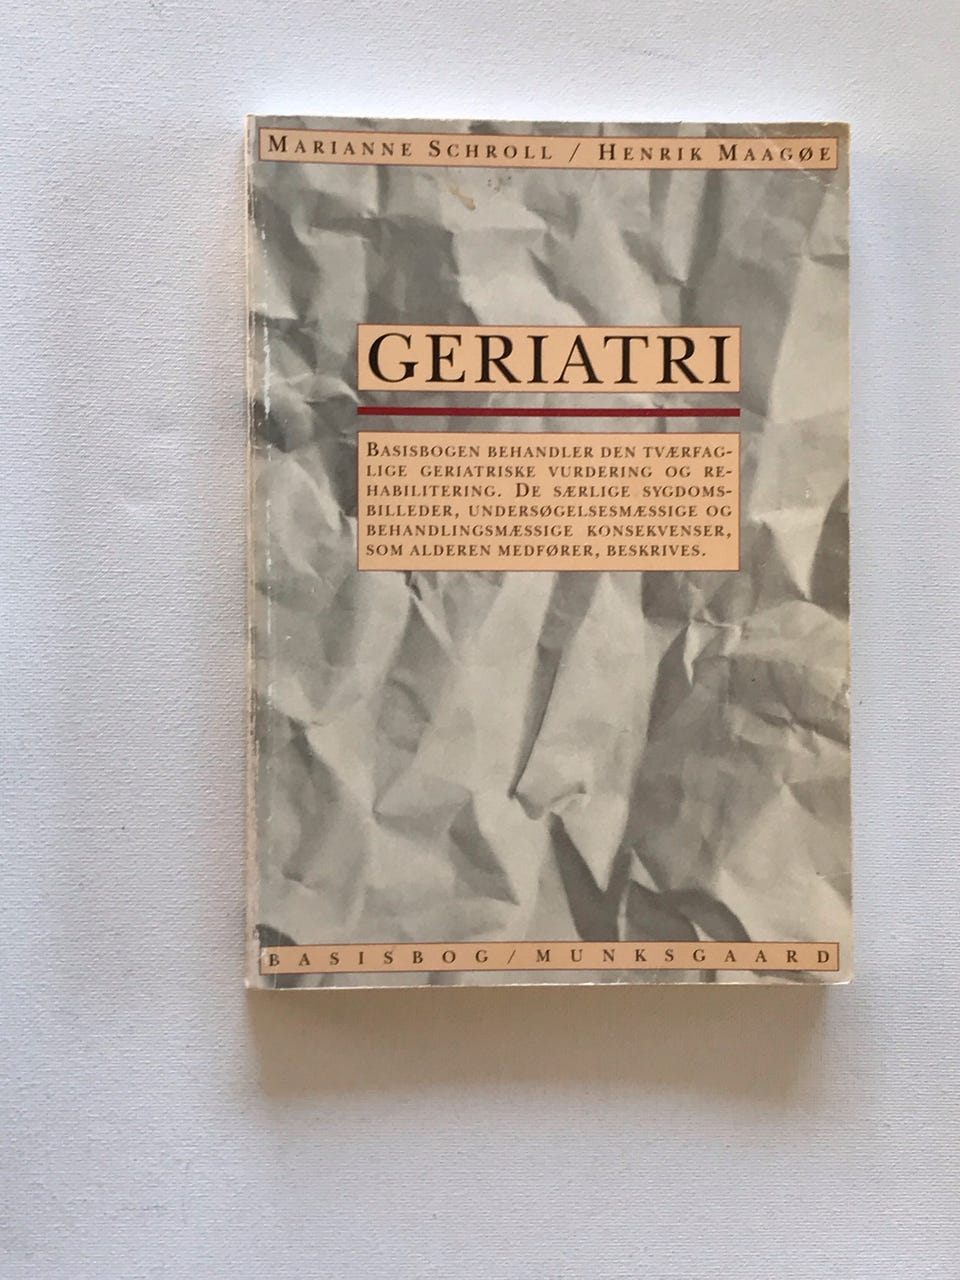 MARIANNE SCHROLL / HENRIK MAAGØE
GERIATRI
BASISBOGEN BEHANDLER DEN TVÆRFAG-
LIGE GERIATRISKE VURDERING OG RE-
HABILITERING. DE SÆRLIGE SYGDOMS-
BILLEDER, UNDERSØGELSESMÆSSIGE OG
BEHANDLINGSMÆSSIGE KONSEKVENSER,
SOM ALDEREN MEDFØRER, BESKRIVES.
BASISBOG/MUNKSGAARD